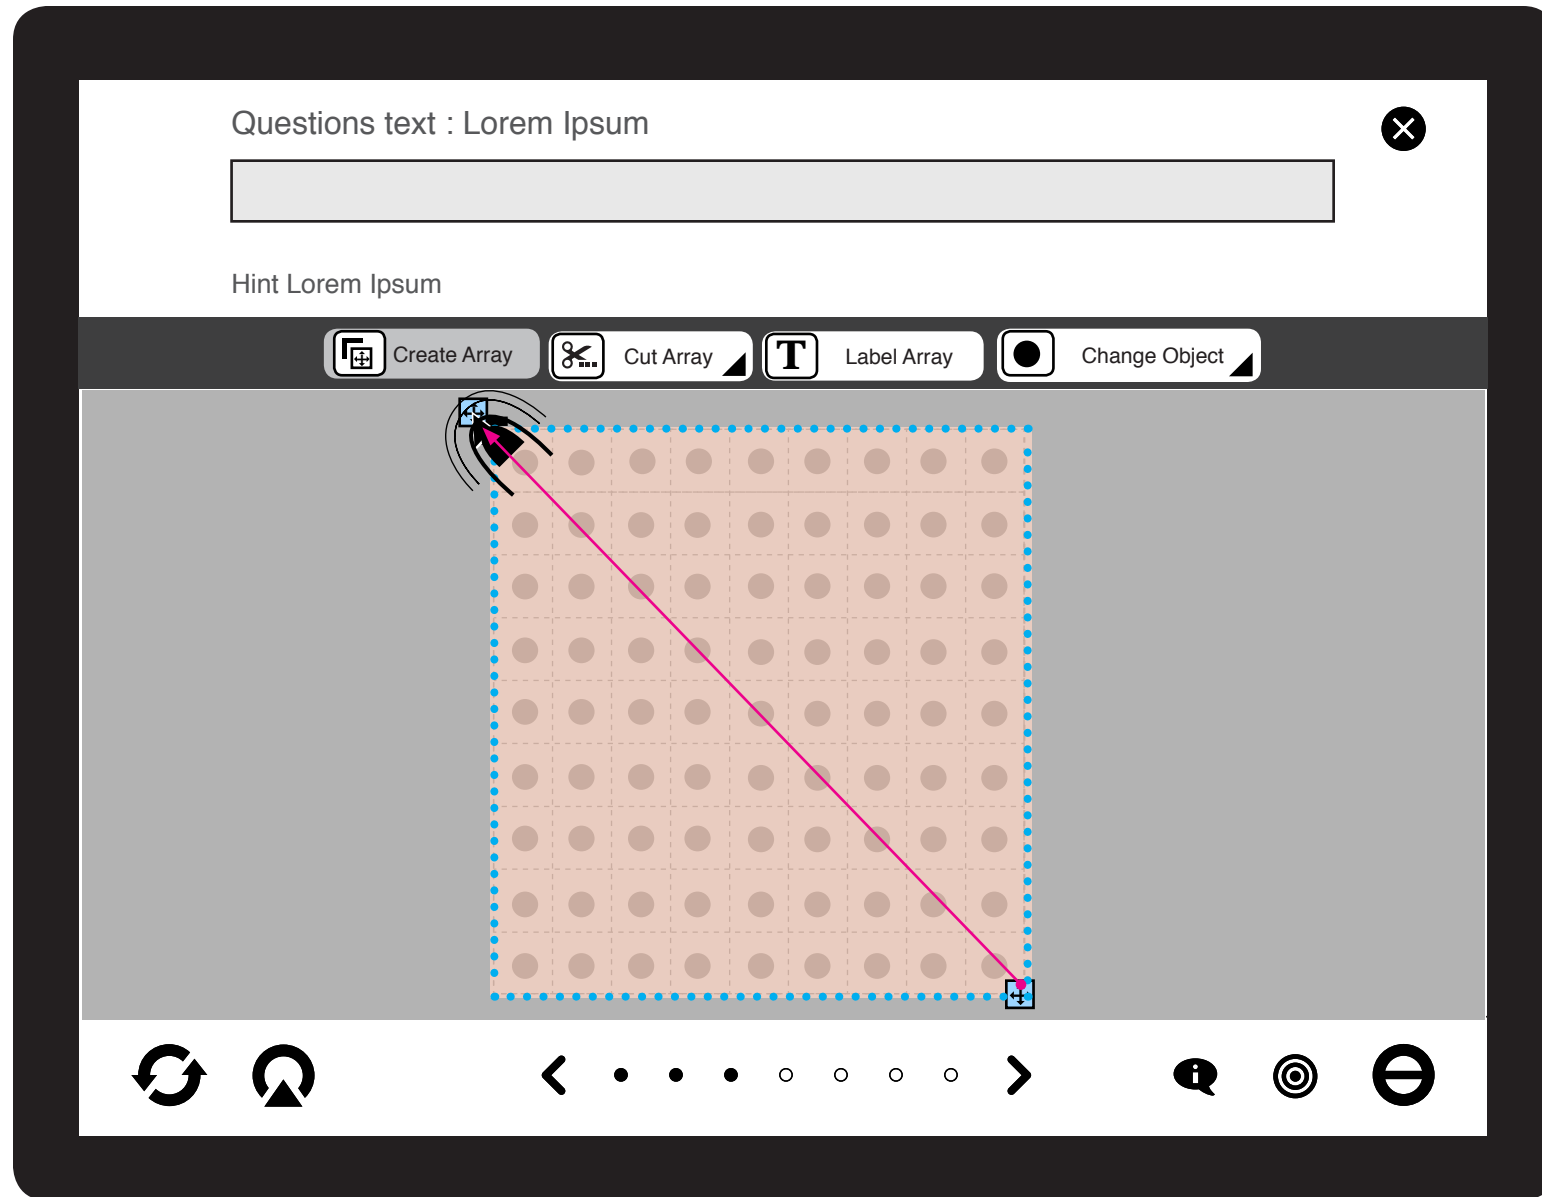 Questions text : Lorem Ipsum
Hint Lorem Ipsum
Create Array
Cut Array
T
Label Array
Change Object
i